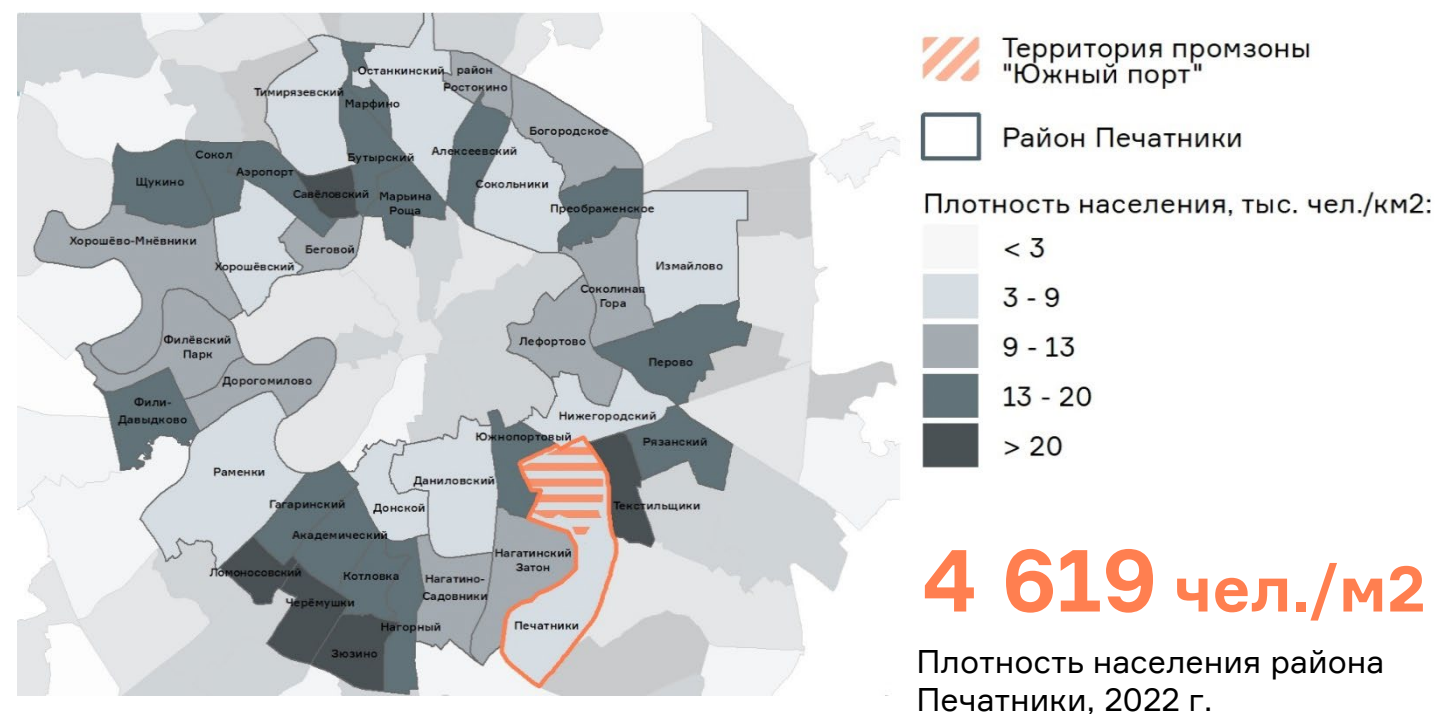 Останкинский
район
Ростокино
Тимирязевский
Марфино
Богородское
Бутырский
Алексеевский
Сокол
Аэропорт
Щукино
Савёловский
Марьина
Роща
Сокольники
Преображенское
Хорошёво-Мнёвники
Беговой
Хорошёвский
Измайлово
Соколиная
Гора
Филёвский
Парк
Лефортово
Перово
Дорогомилово
Фили-
Давыдково
Нижегородский
Южнопортовый
Рязанский
Раменки
Даниловский
Гагаринский
Донской
Текстильщики
Академический
Нагатинский
Затон
Ломоносовский
Котловка
Нагатино-
Садовники
Черёмушки
Нагорный
Печатники
Зюзино
Территория промзоны
"Южный порт"
Район Печатники
Плотность населения, тыс. чел./км2:
< 3
3 - 9
9 - 13
13 - 20
> 20
4 619 чел./м2
Плотность населения района
Печатники, 2022 г.